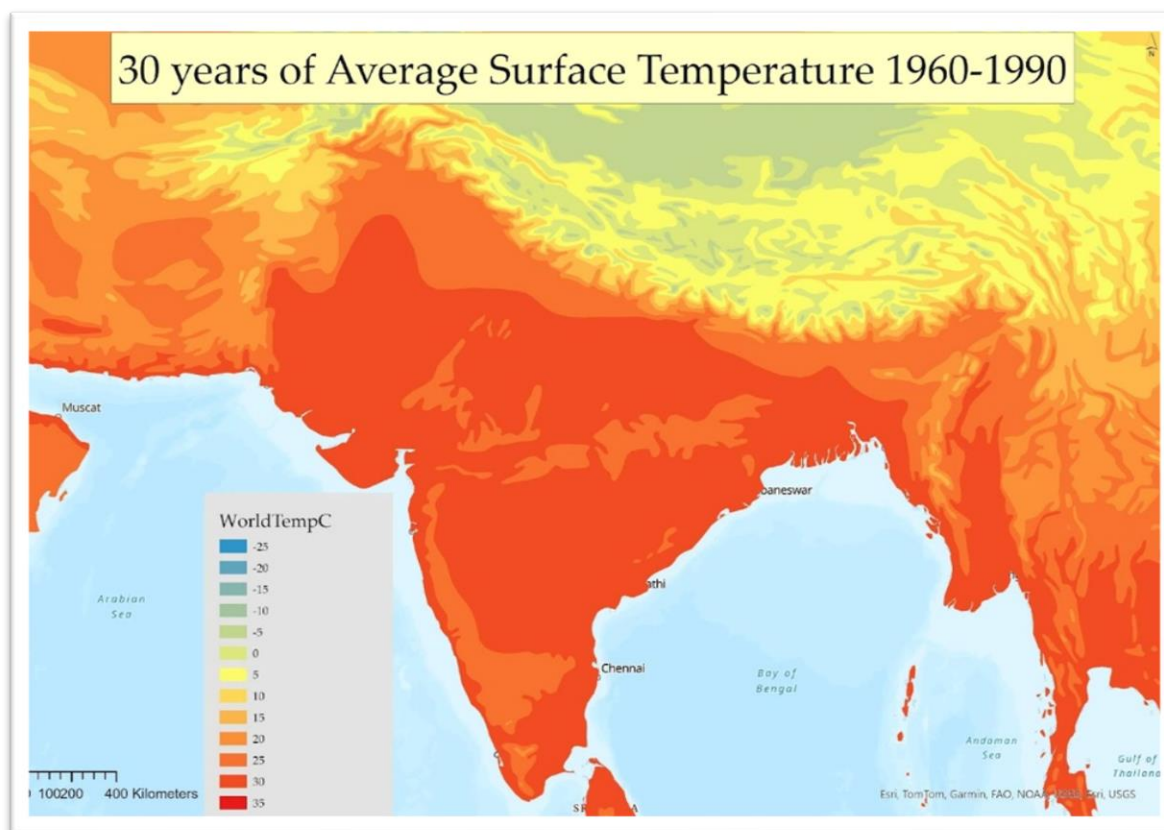 30 years of Average Surface Temperature 1960-1990
N
Muscat
baneswar
WorldTempC
-25
-20
-15
-10
-5
0
5
10
15
20
25
30
35
Arabian
Sea
athi
Chennai
Bay of
Bengal
Andaman
Sea
Gulf of
Thailand
100200 400 Kilometers
SR A
Esri, TomTom, Garmin, FAO, NOAA, Esri, USGS